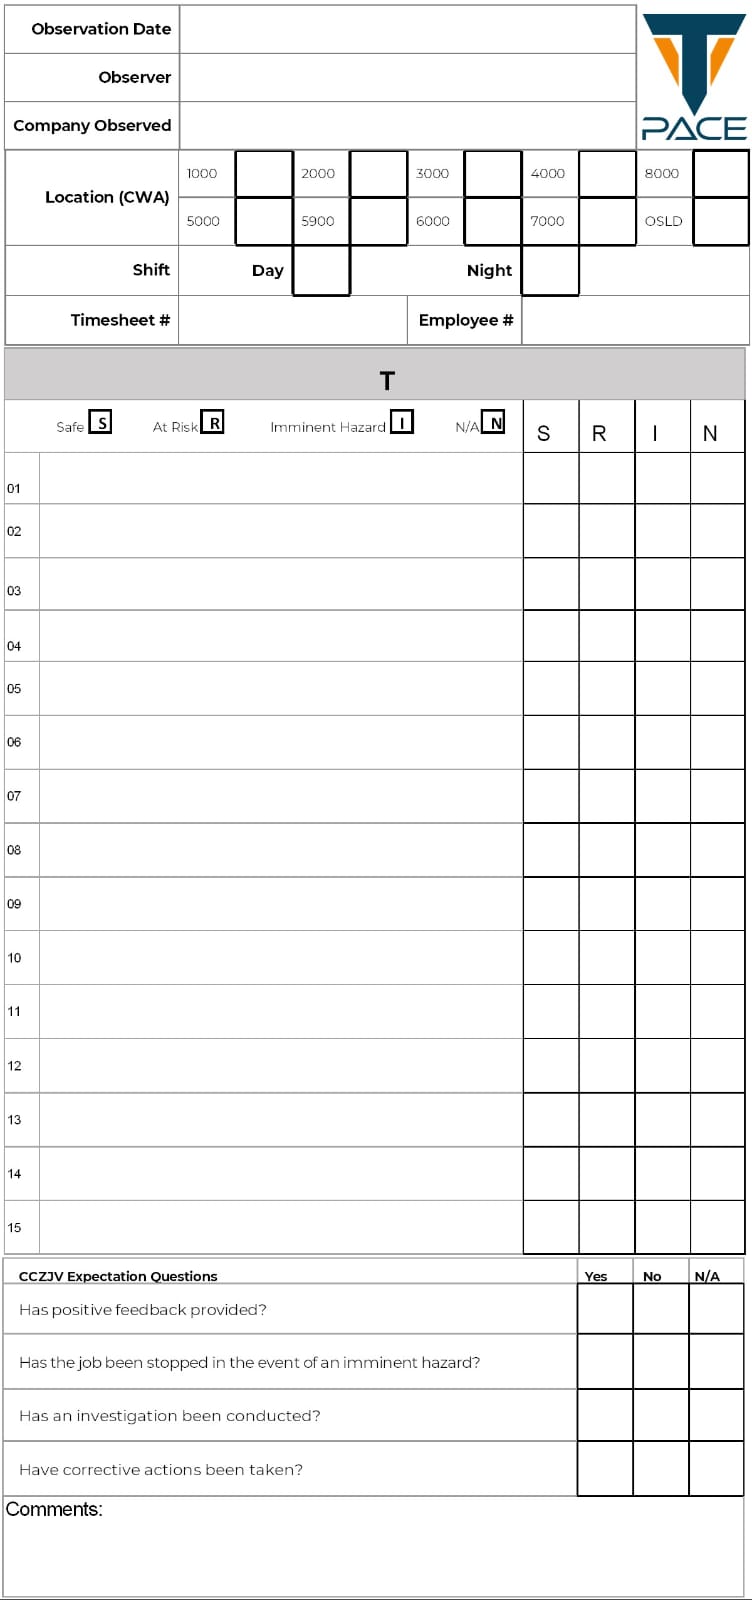 Observation Date
Observer
PACE
Company Observed
Location (CWA)
1000 2000 3000 4000 8000
5000 5900 6000 7000 OSLD
Shift Day Night
Timesheet # Employee #
T
Safe S At Risk R Imminent Hazard I N/A N S R I N
01
02
03
04
05
06
07
08
09
10
11
12
13
14
15
CCZJV Expectation Questions Yes No N/A
Has positive feedback provided?
Has the job been stopped in the event of an imminent hazard?
Has an investigation been conducted?
Have corrective actions been taken?
Comments: